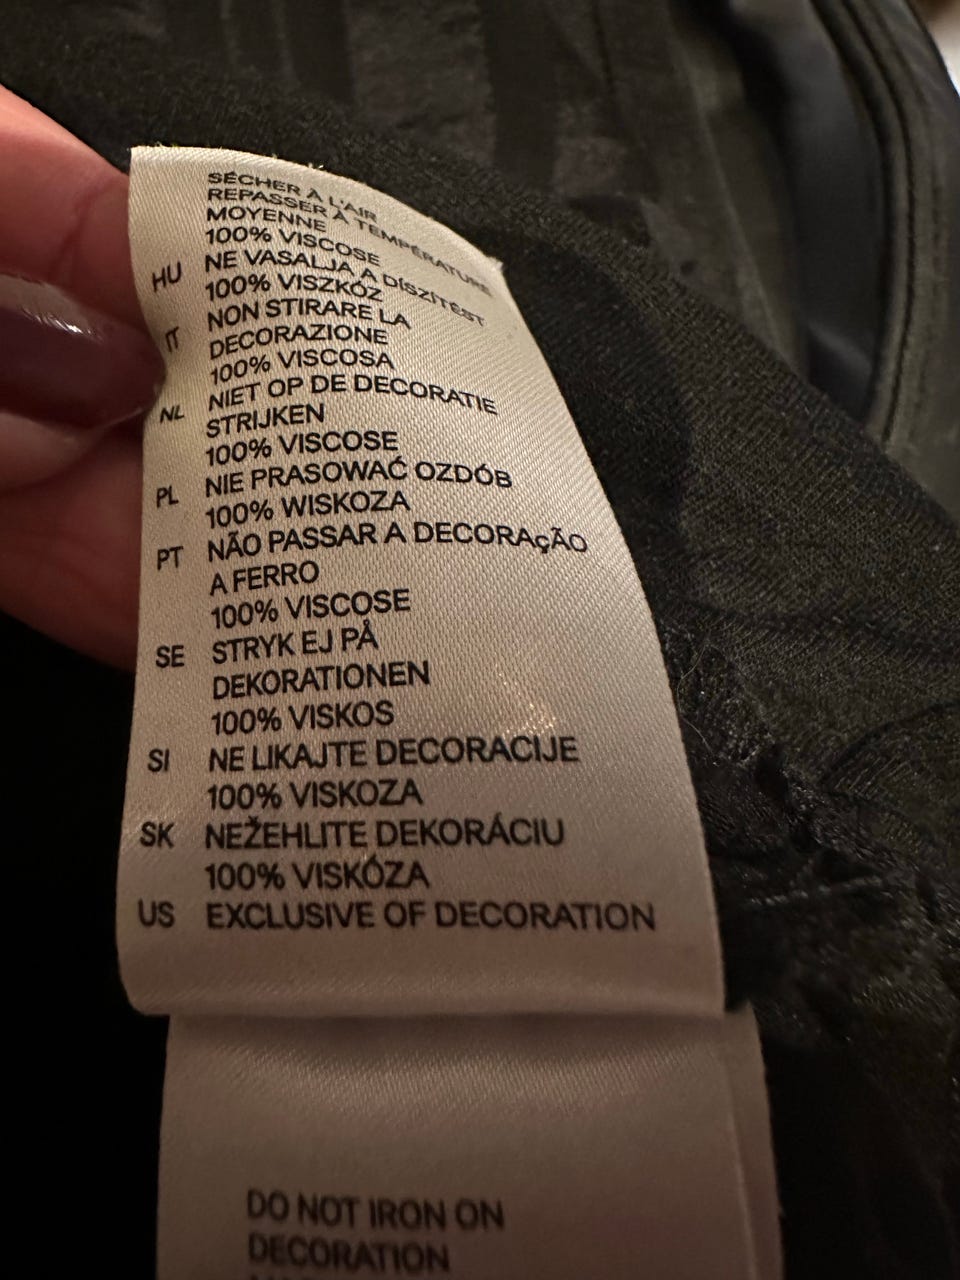 SÉCHER À L'AIR
REPASSER À TEMPÉRATURE
MOYENNE
100% VISCOSE
HU NE VASALJA A DÍSZÍTÉST
100% VISZKÓZ
IT NON STIRARE LA
DECORAZIONE
100% VISCOSA
NL NIET OP DE DECORATIE
STRIJKEN
100% VISCOSE
PL NIE PRASOWAĆ OZDÓB
100% WISKOZA
PT NÃO PASSAR A DECORAçÃO
A FERRO
100% VISCOSE
SE STRYK EJ PÅ
DEKORATIONEN
100% VISKOS
SI NE LIKAJTE DECORACIJE
100% VISKOZA
SK NEŽEHLITE DEKORÁCIU
100% VISKÓZA
US EXCLUSIVE OF DECORATION
DO NOT IRON ON
DECORATION